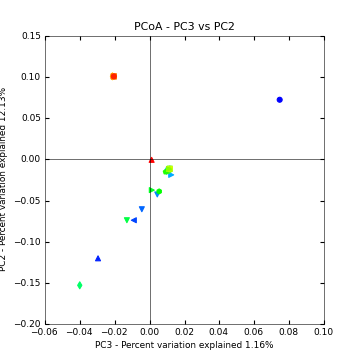 PCoA - PC3 vs PC2
0.15
0.10
0.05
0.00
−0.05
−0.10
−0.15
−0.20
PC2 - Percent variation explained 12.13%
−0.06 −0.04 −0.02 0.00 0.02 0.04 0.06 0.08 0.10
PC3 - Percent variation explained 1.16%